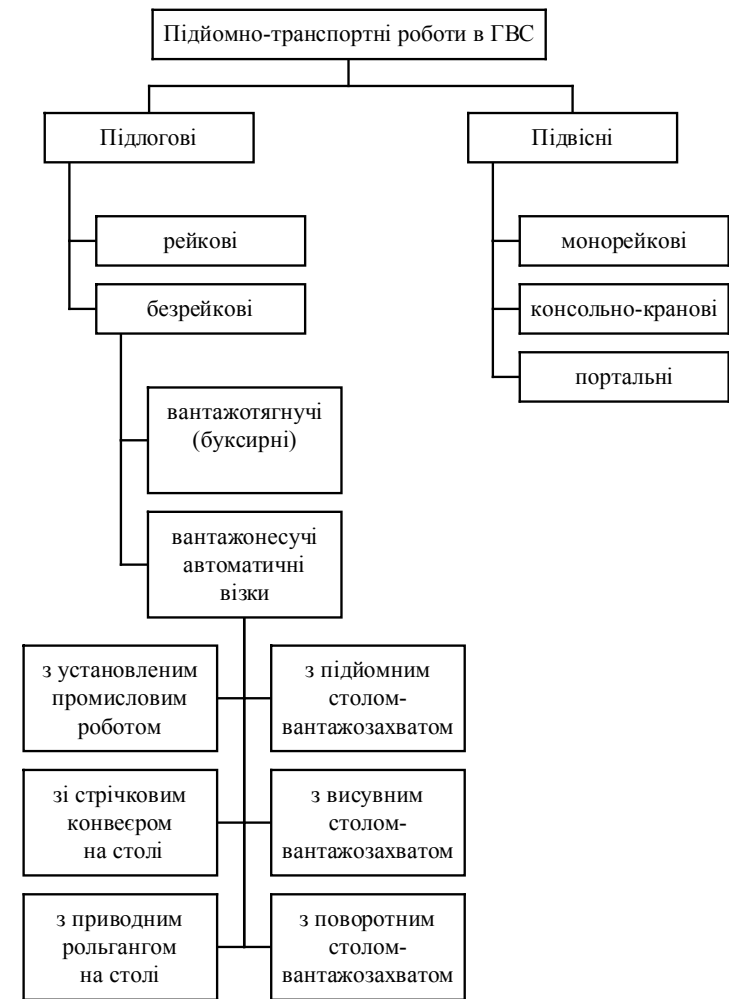 Підйомно-транспортні роботи в ГВС
Підлогові
Підвісні
рейкові
безрейкові
монорейкові
консольно-кранові
портальні
вантажотягнучі
(буксирні)
вантажонесучі
автоматичні
візки
з установленим
промисловим
роботом
з підйомним
столом-
вантажозахватом
зі стрічковим
конвеєром
на столі
з висувним
столом-
вантажозахватом
з приводним
рольгангом
на столі
з поворотним
столом-
вантажозахватом